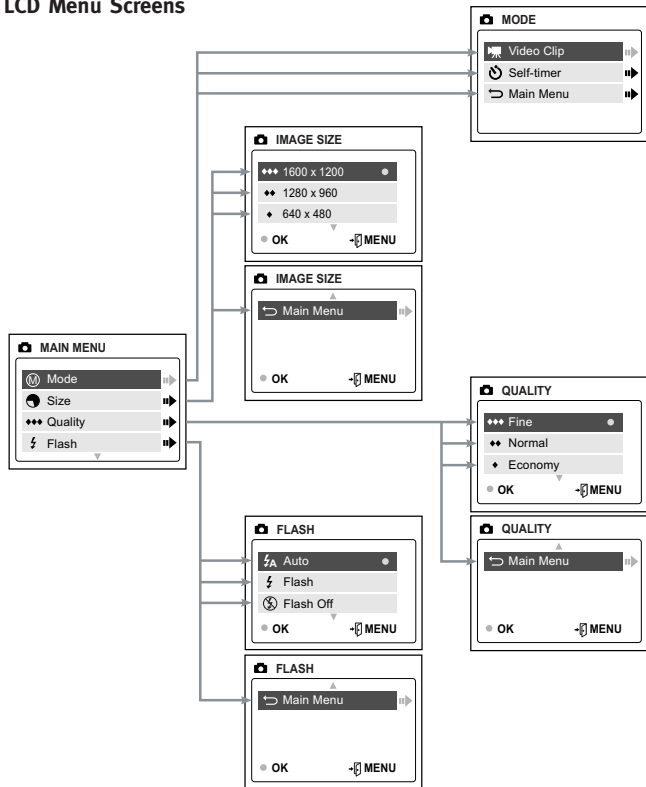 LCD Menu Screens
MODE
Video Clip
Self-timer
Main Menu
IMAGE SIZE
1600 x 1200
1280 x 960
640 x 480
OK MENU
IMAGE SIZE
Main Menu
OK MENU
MAIN MENU
M Mode
Size
Quality
Flash
QUALITY
Fine
Normal
Economy
OK MENU
QUALITY
Main Menu
OK MENU
FLASH
A Auto
Flash
Flash Off
OK MENU
FLASH
Main Menu
OK MENU